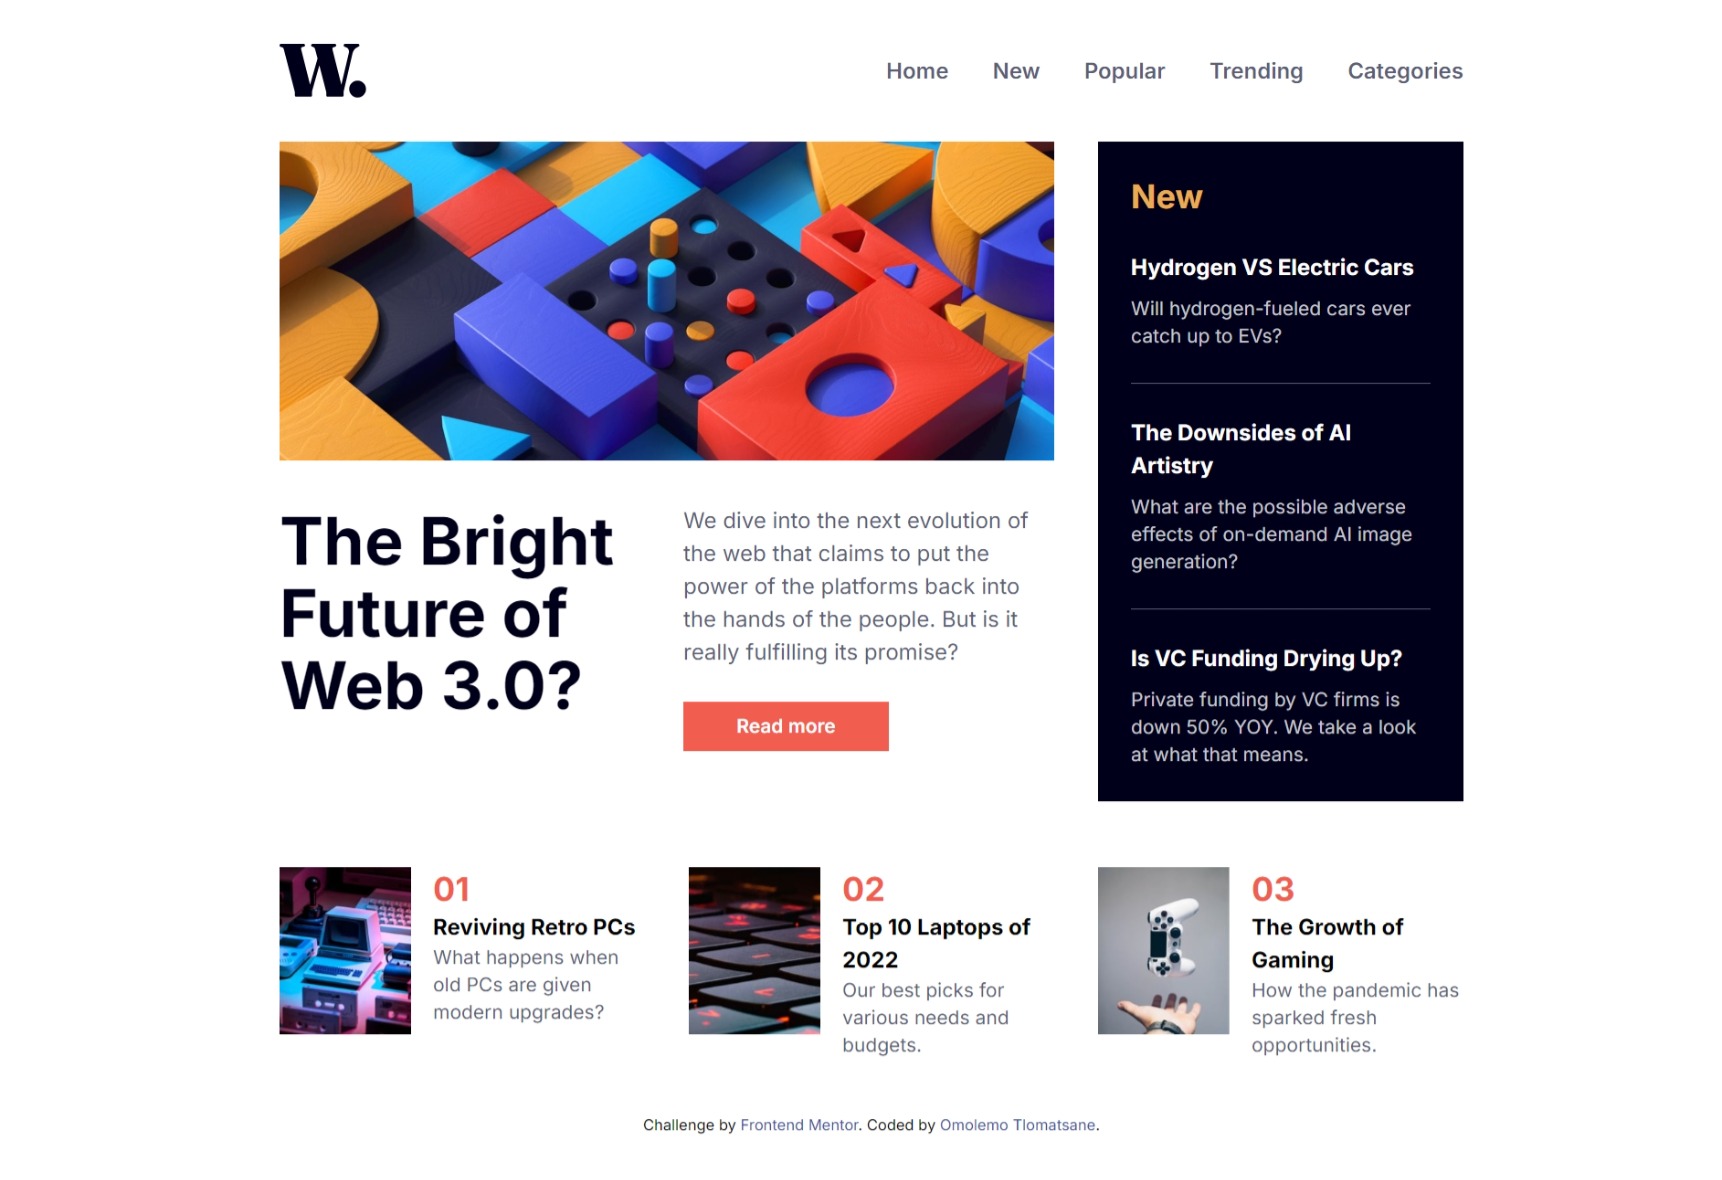 W.
Home New Popular Trending Categories
The Bright
Future of
Web 3.0?
We dive into the next evolution of
the web that claims to put the
power of the platforms back into
the hands of the people. But is it
really fulfilling its promise?
Read more
New
Hydrogen VS Electric Cars
Will hydrogen-fueled cars ever
catch up to EVs?
The Downsides of AI
Artistry
What are the possible adverse
effects of on-demand AI image
generation?
Is VC Funding Drying Up?
Private funding by VC firms is
down 50% YOY. We take a look
at what that means.
01
Reviving Retro PCs
What happens when
old PCs are given
modern upgrades?
02
Top 10 Laptops of
2022
Our best picks for
various needs and
budgets.
03
The Growth of
Gaming
How the pandemic has
sparked fresh
opportunities.
Challenge by Frontend Mentor. Coded by Omolemo Tlomatsane.